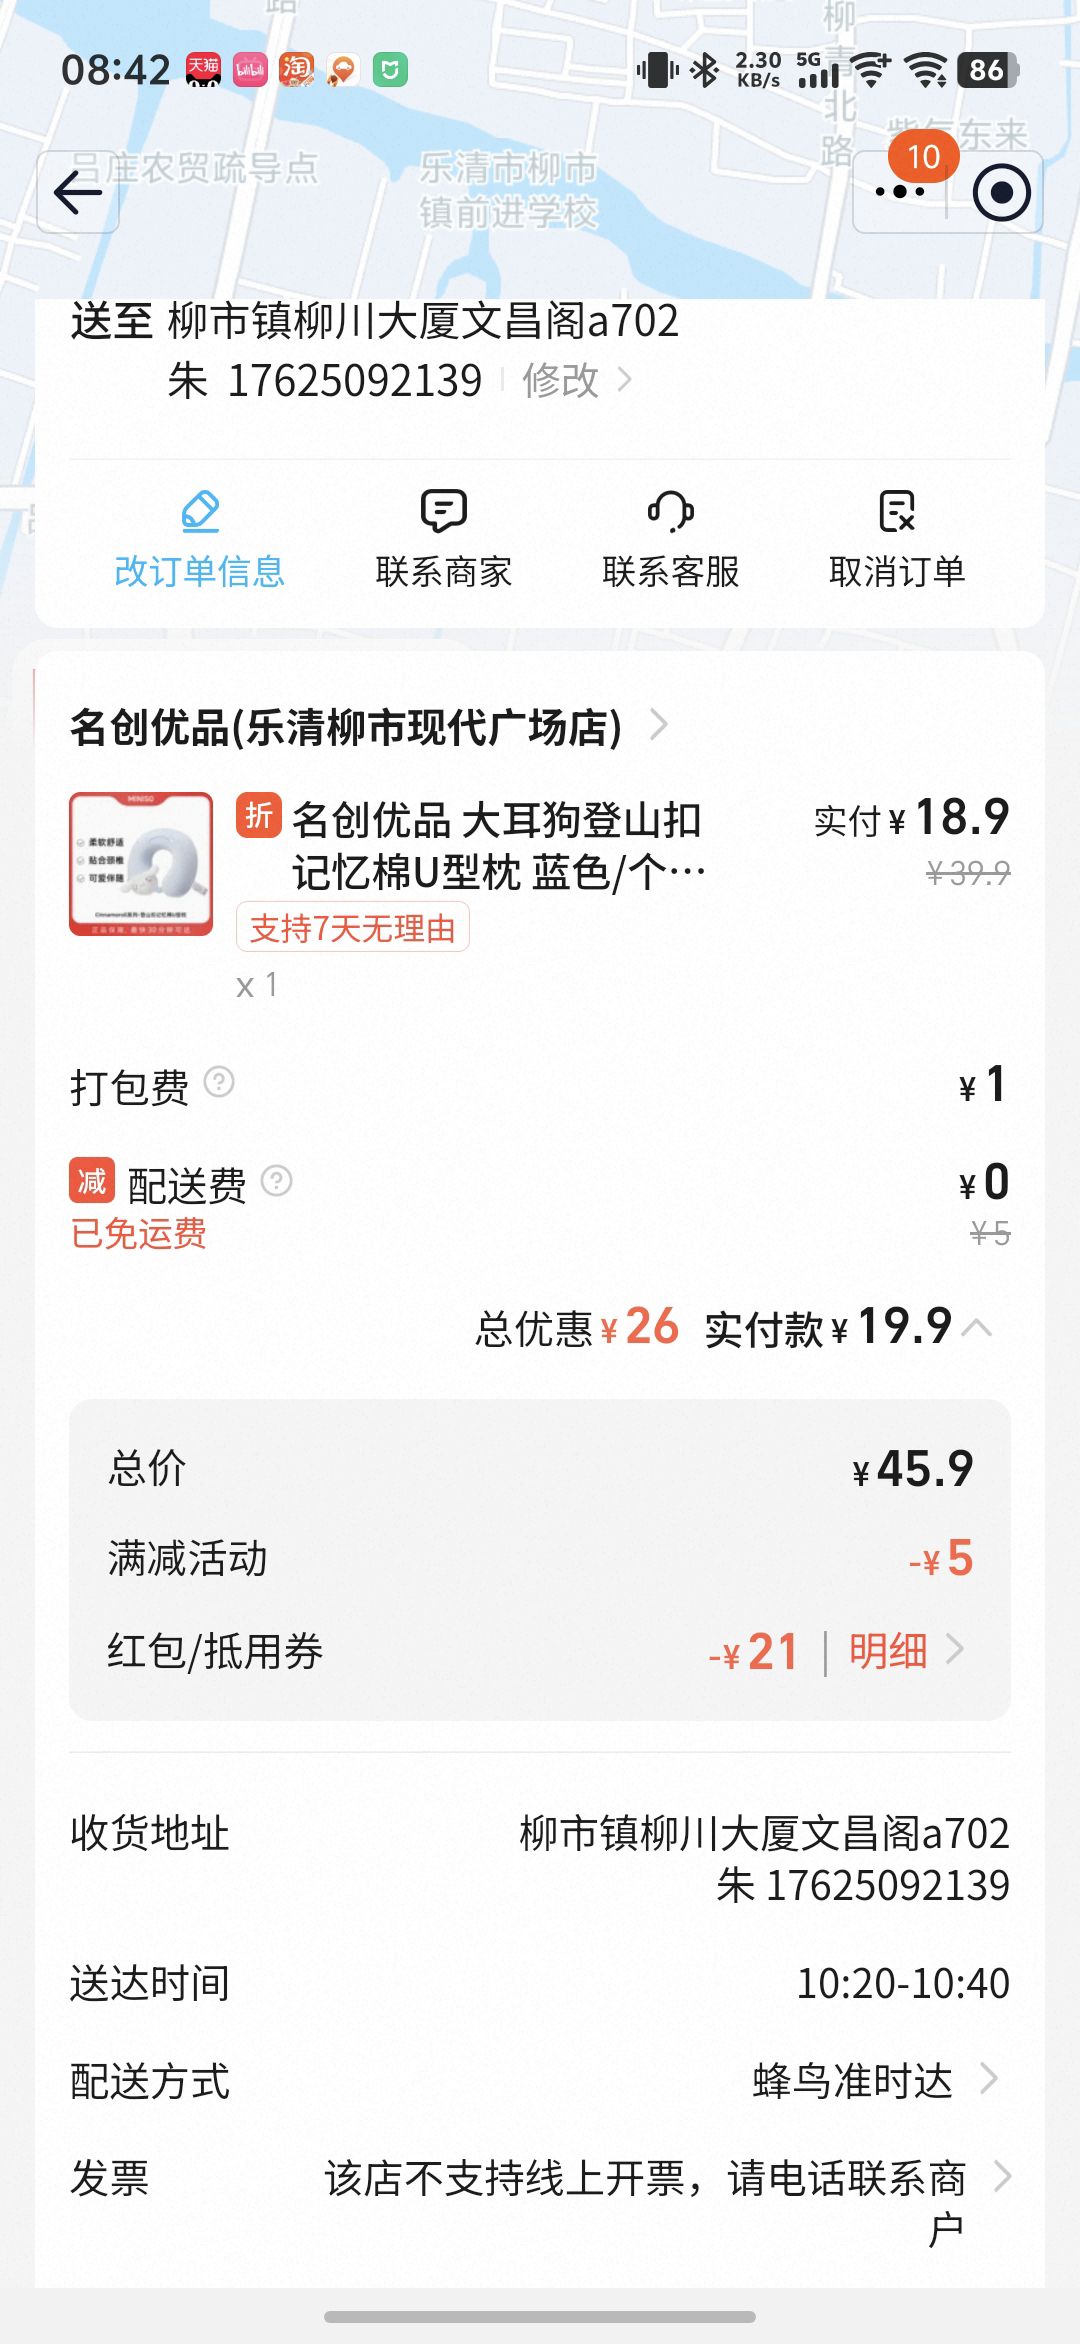 路
柳青北路
08:42
天猫
bilibili
淘
2.30
KB/s
5G
86
紫气东来
吕庄农贸疏导点
乐清市柳市
镇前进学校
10
送至 柳市镇柳川大厦文昌阁a702
朱 17625092139 修改
改订单信息 联系商家 联系客服 取消订单
名创优品(乐清柳市现代广场店)
MINISO
柔软舒适
贴合颈椎
可爱伴随
折 名创优品 大耳狗登山扣
记忆棉U型枕 蓝色/个…
实付¥18.9
¥39.9
支持7天无理由
x 1
打包费 ? ¥1
减 配送费 ? ¥0
已免运费 ¥5
总优惠¥26 实付款¥19.9
总价 ¥45.9
满减活动 -¥5
红包/抵用券 -¥21 明细
收货地址 柳市镇柳川大厦文昌阁a702
朱 17625092139
送达时间 10:20-10:40
配送方式 蜂鸟准时达
发票 该店不支持线上开票，请电话联系商
户